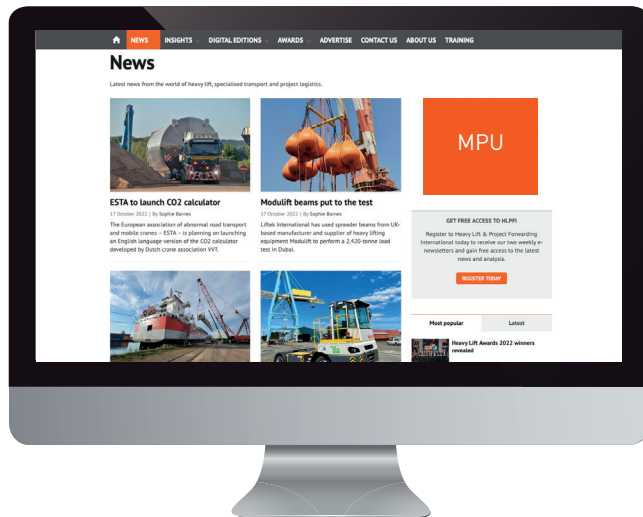 NEWS INSIGHTS DIGITAL EDITIONS AWARDS ADVERTISE CONTACT US ABOUT US TRAINING
News
Latest news from the world of heavy lift, specialised transport and project logistics.
ESTA to launch CO2 calculator
17 October 2022 | By Sophie Barnes
The European association of abnormal road transport
and mobile cranes – ESTA – is planning on launching
an English language version of the CO2 calculator
developed by Dutch crane association VVT.
Modulift beams put to the test
17 October 2022 | By Sophie Barnes
Liftek International has used spreader beams from UK-
based manufacturer and supplier of heavy lifting
equipment Modulift to perform a 2,420-tonne load
test in Dubai.
MPU
GET FREE ACCESS TO HLPFI
Register to Heavy Lift & Project Forwarding
International today to receive our two weekly e-
newsletters and gain free access to the latest
news and analysis.
REGISTER TODAY
Most popular Latest
Heavy Lift Awards 2022 winners
revealed